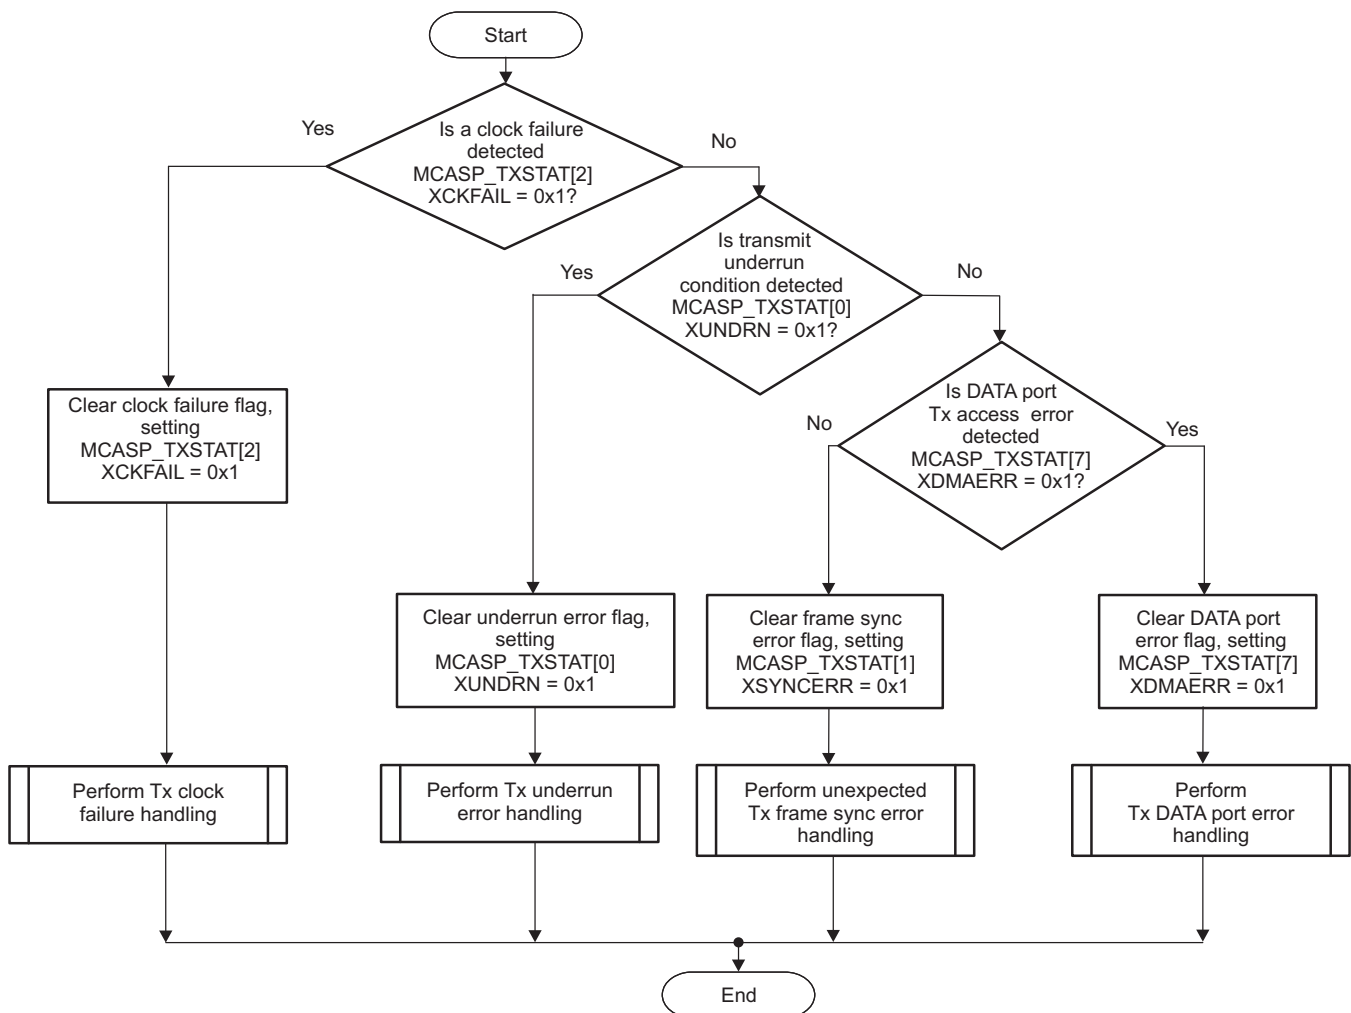 Start
Yes
Is a clock failure
detected
MCASP_TXSTAT[2]
XCKFAIL = 0x1?
No
Yes
Is transmit
underrun
condition detected
MCASP_TXSTAT[0]
XUNDRN = 0x1?
No
No
Is DATA port
Tx access error
detected
MCASP_TXSTAT[7]
XDMAERR = 0x1?
Yes
Clear clock failure flag,
setting
MCASP_TXSTAT[2]
XCKFAIL = 0x1
Clear underrun error flag,
setting
MCASP_TXSTAT[0]
XUNDRN = 0x1
Clear frame sync
error flag, setting
MCASP_TXSTAT[1]
XSYNCERR = 0x1
Clear DATA port
error flag, setting
MCASP_TXSTAT[7]
XDMAERR = 0x1
Perform Tx clock
failure handling
Perform Tx underrun
error handling
Perform unexpected
Tx frame sync error
handling
Perform
Tx DATA port error
handling
End